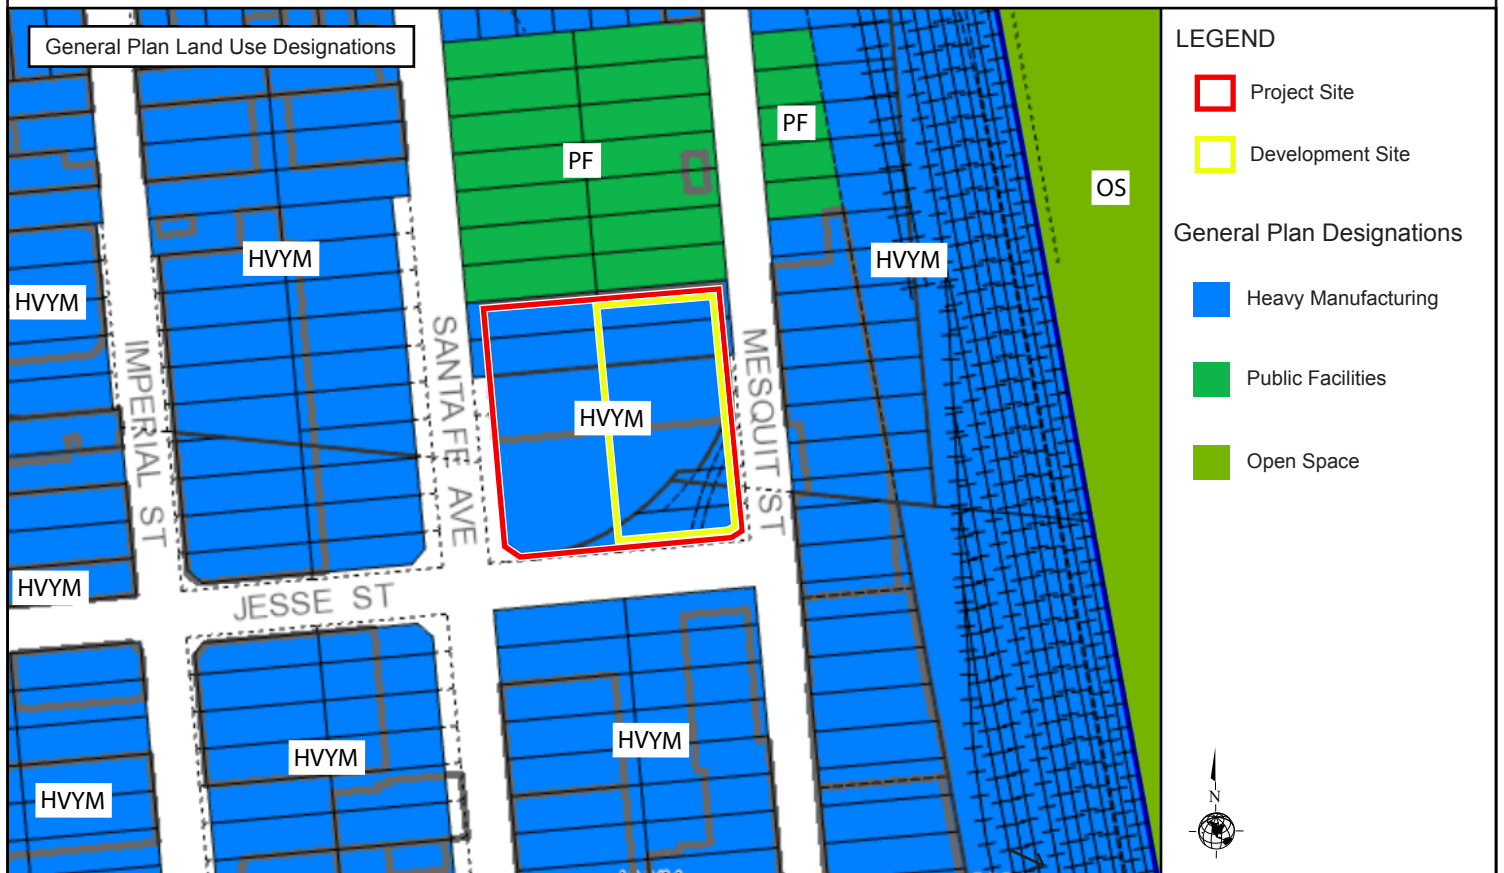 General Plan Land Use Designations
PF
PF
OS
HVYM
HVYM
HVYM
IMPERIAL ST
SANTA FE AVE
MESQUIT ST
HVYM
HVYM
JESSE ST
HVYM
HVYM
HVYM
LEGEND
Project Site
Development Site
General Plan Designations
Heavy Manufacturing
Public Facilities
Open Space
N